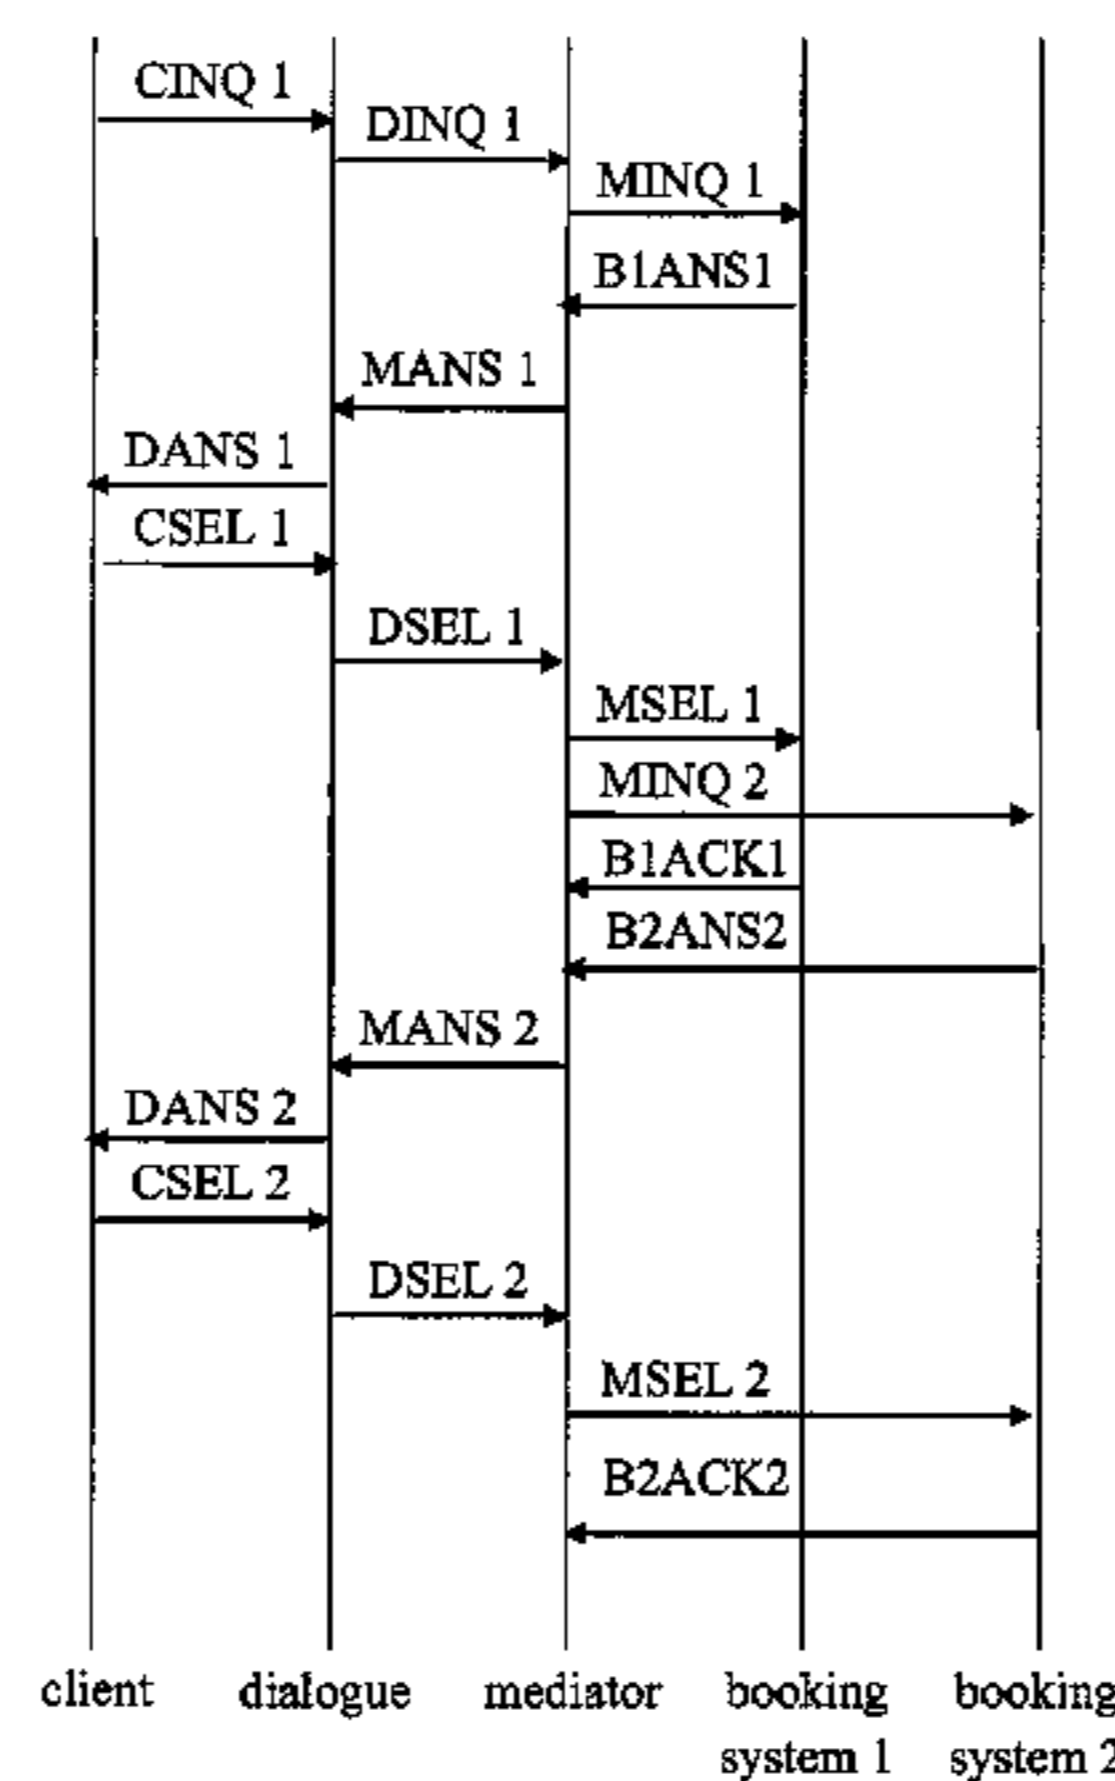 CINQ 1
DINQ 1
MINQ 1
B1ANS1
MANS 1
DANS 1
CSEL 1
DSEL 1
MSEL 1
MINQ 2
B1ACK1
B2ANS2
MANS 2
DANS 2
CSEL 2
DSEL 2
MSEL 2
B2ACK2
client dialogue mediator booking booking
system 1 system 2